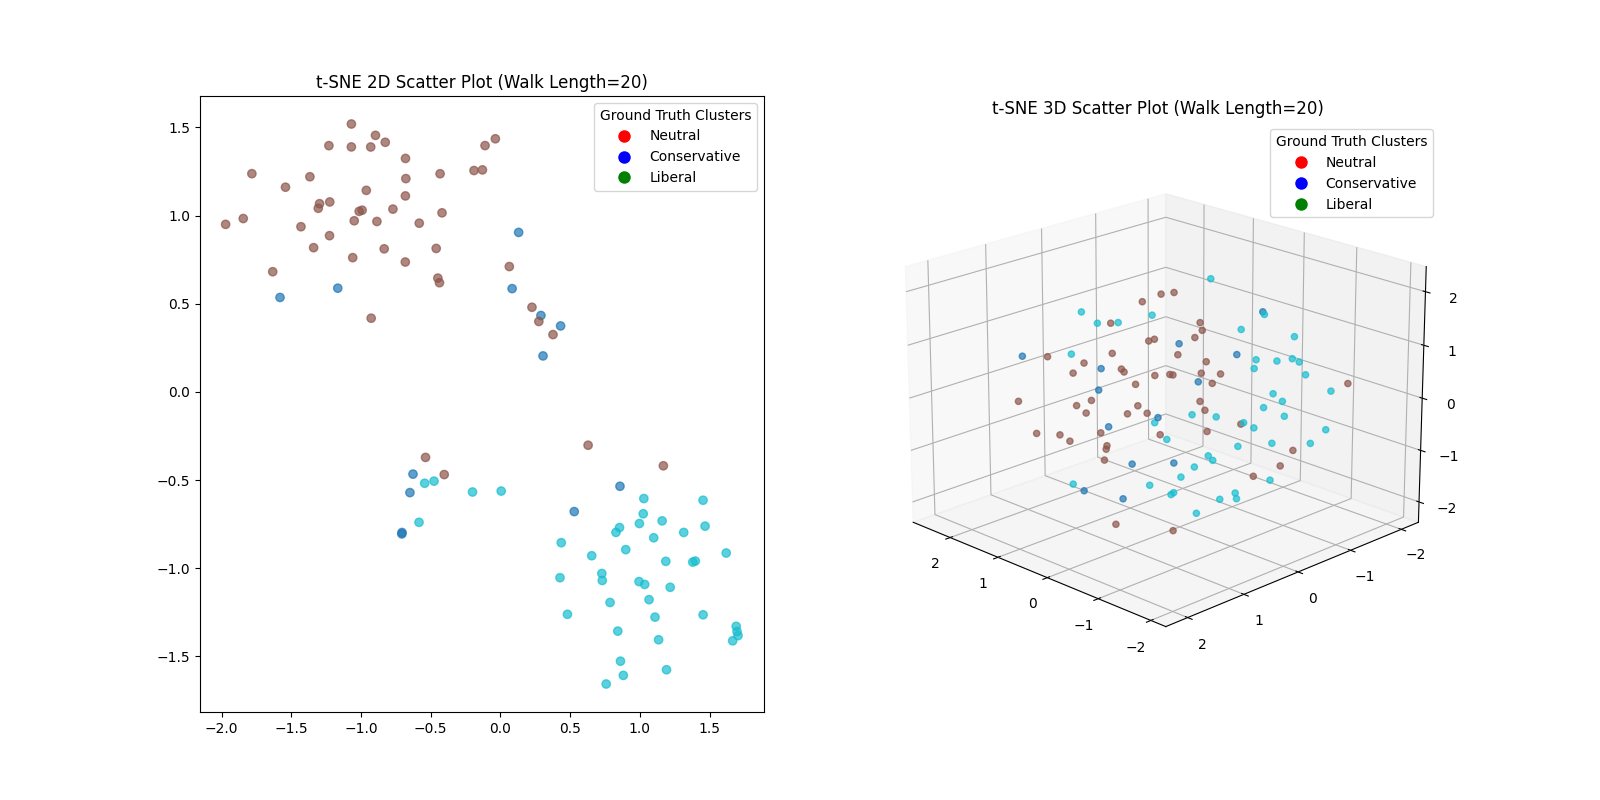 t-SNE 2D Scatter Plot (Walk Length=20)
Ground Truth Clusters
Neutral
Conservative
Liberal
1.5
1.0
0.5
0.0
−0.5
−1.0
−1.5
−2.0 −1.5 −1.0 −0.5 0.0 0.5 1.0 1.5
t-SNE 3D Scatter Plot (Walk Length=20)
Ground Truth Clusters
Neutral
Conservative
Liberal
2
1
0
−1
−2
2
1
0
−1
−2
2
1
0
−1
−2